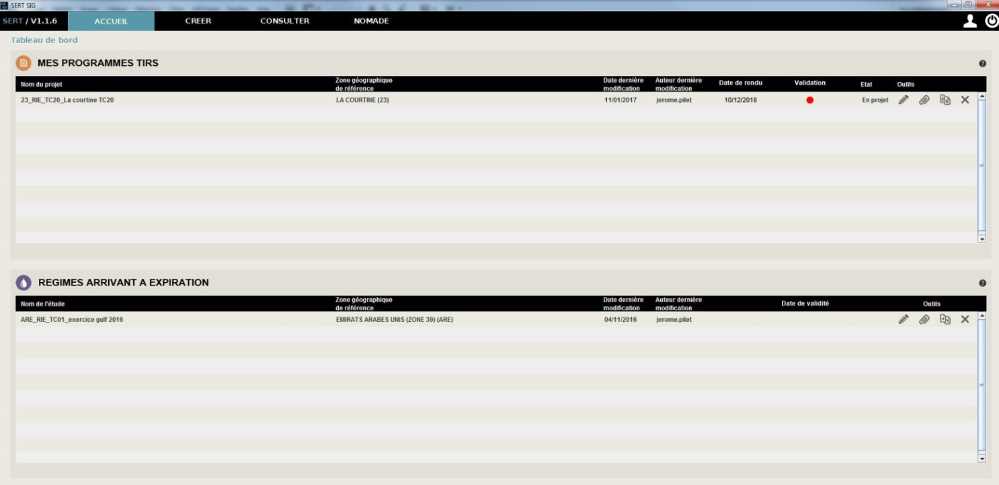 SERT SIG
SERT / V1.1.6 ACCUEIL CREER CONSULTER NOMADE
Tableau de bord
MES PROGRAMMES TIRS
Nom du projet Zone géographique de référence Date dernière modification Auteur dernière modification Date de rendu Validation Etat Outils
23_RIE_TC20_La courtine TC20 LA COURTINE (23) 11/01/2017 jerome.pilet 10/12/2018 En projet
REGIMES ARRIVANT A EXPIRATION
Nom de l'étude Zone géographique de référence Date dernière modification Auteur dernière modification Date de validité Outils
ARE_RIE_TC01_exercice gulf 2016 EMIRATS ARABES UNIS (ZONE 39) (ARE) 04/11/2016 jerome.pilet